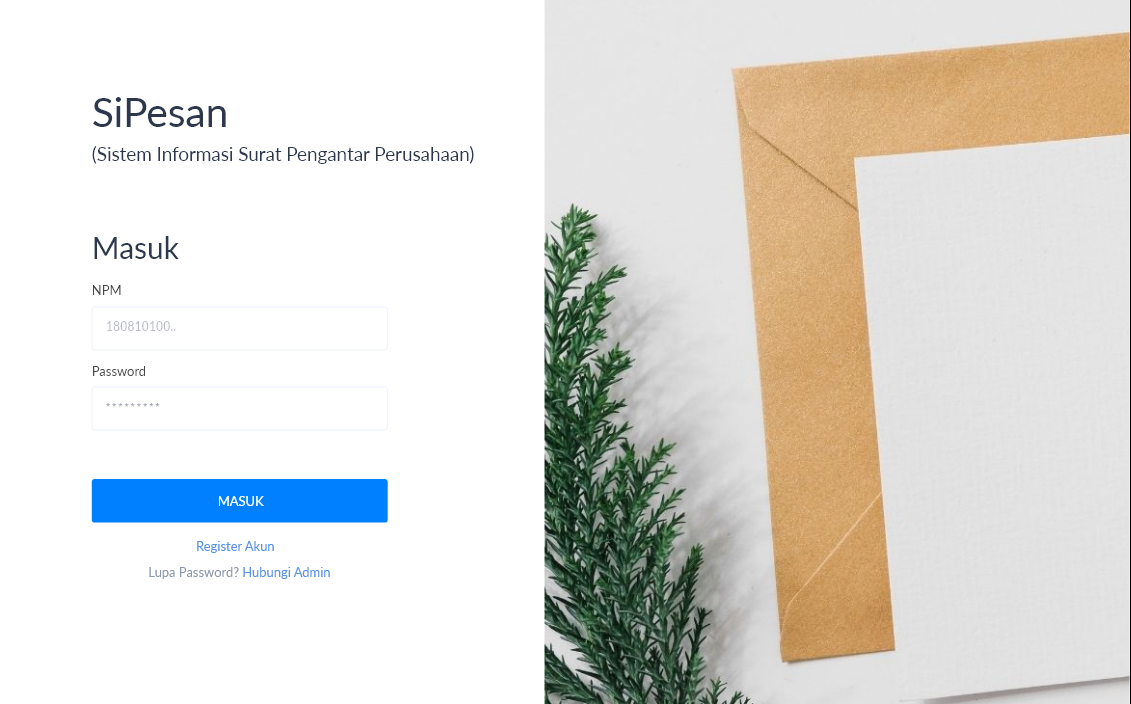 SiPesan
(Sistem Informasi Surat Pengantar Perusahaan)
Masuk
NPM
180810100..
Password
*********
MASUK
Register Akun
Lupa Password? Hubungi Admin